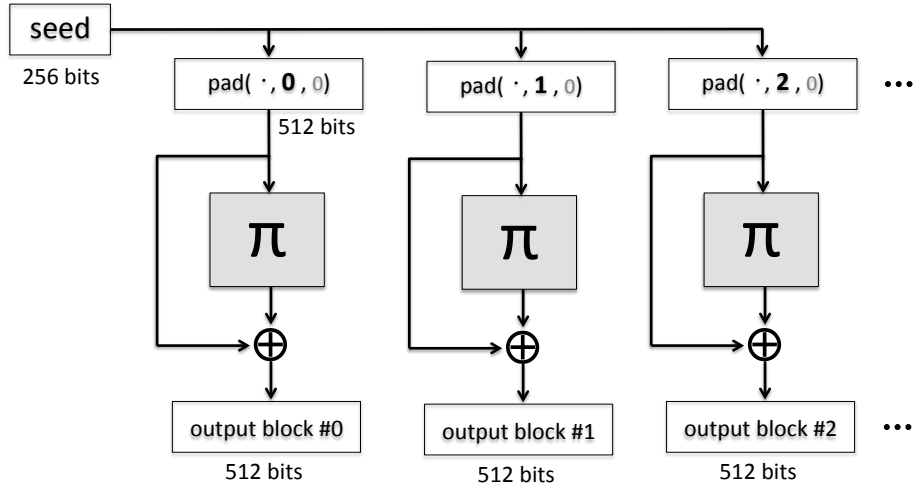 seed
256 bits
pad( · , 0 , 0)
pad( · , 1 , 0)
pad( · , 2 , 0)
...
512 bits
π
π
π
output block #0
output block #1
output block #2
...
512 bits
512 bits
512 bits